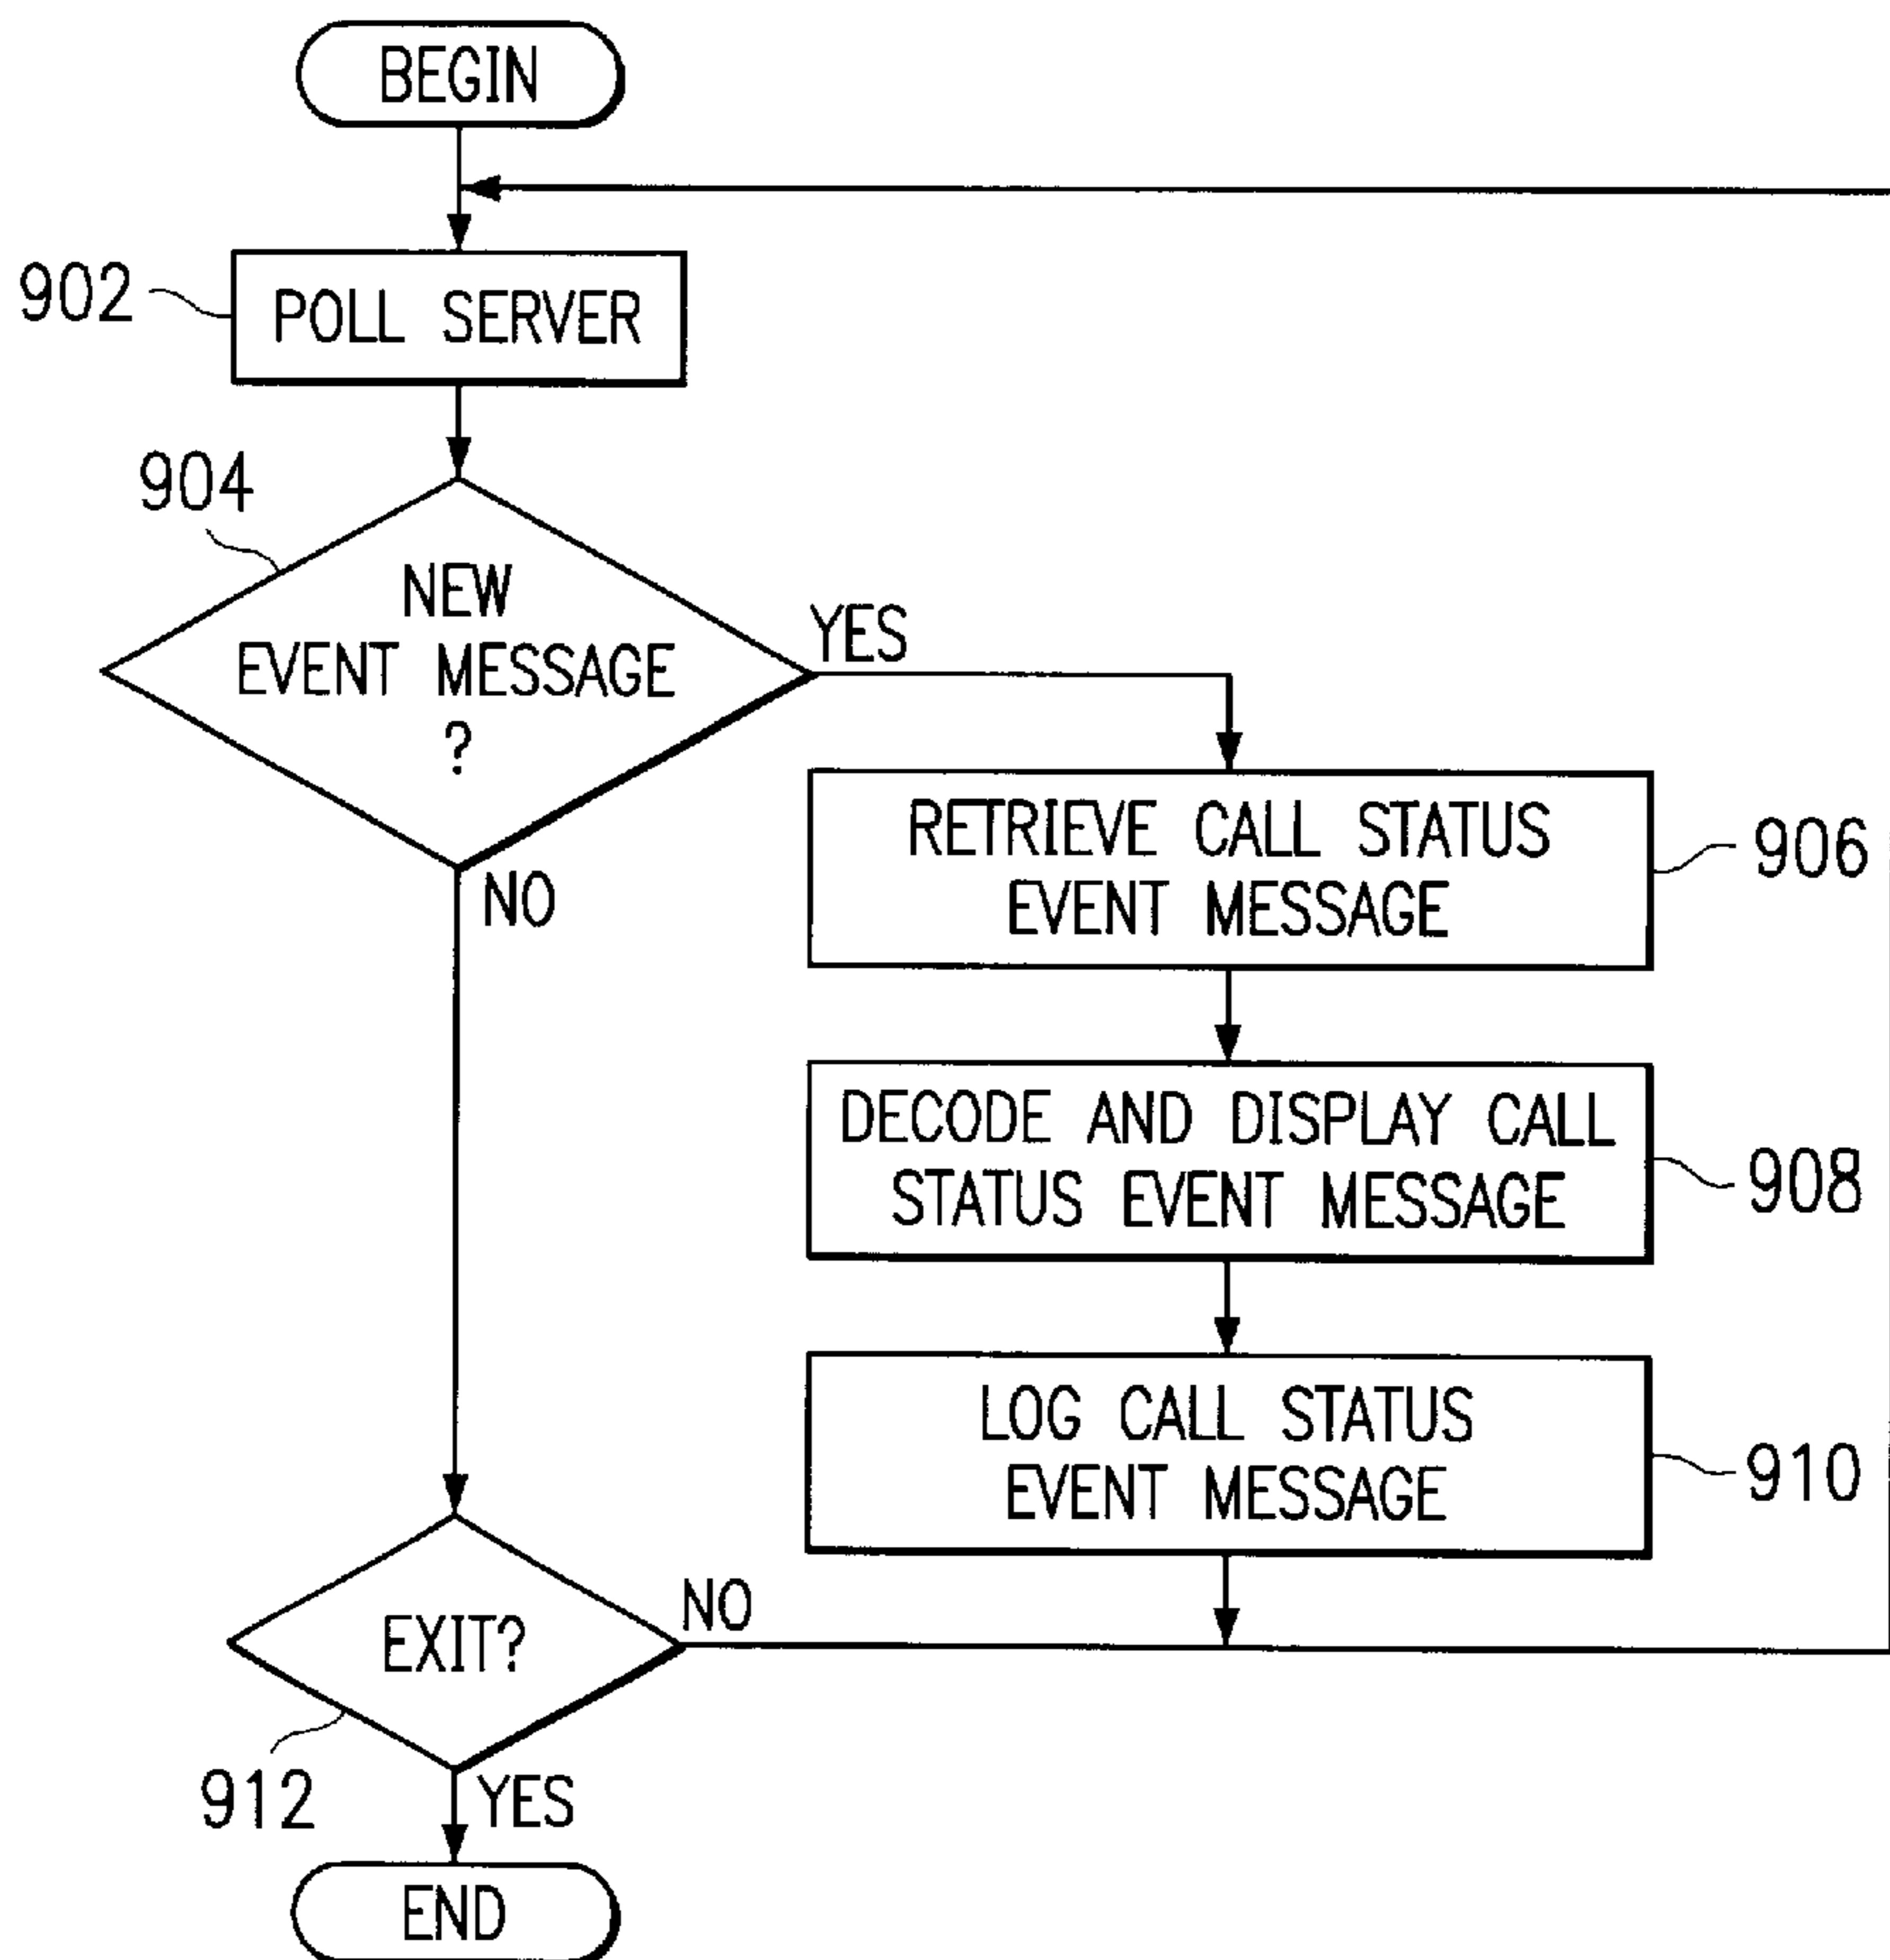 BEGIN
902
POLL SERVER
904
NEW
EVENT MESSAGE
?
YES
NO
RETRIEVE CALL STATUS
EVENT MESSAGE
906
DECODE AND DISPLAY CALL
STATUS EVENT MESSAGE
908
LOG CALL STATUS
EVENT MESSAGE
910
EXIT?
NO
912
YES
END